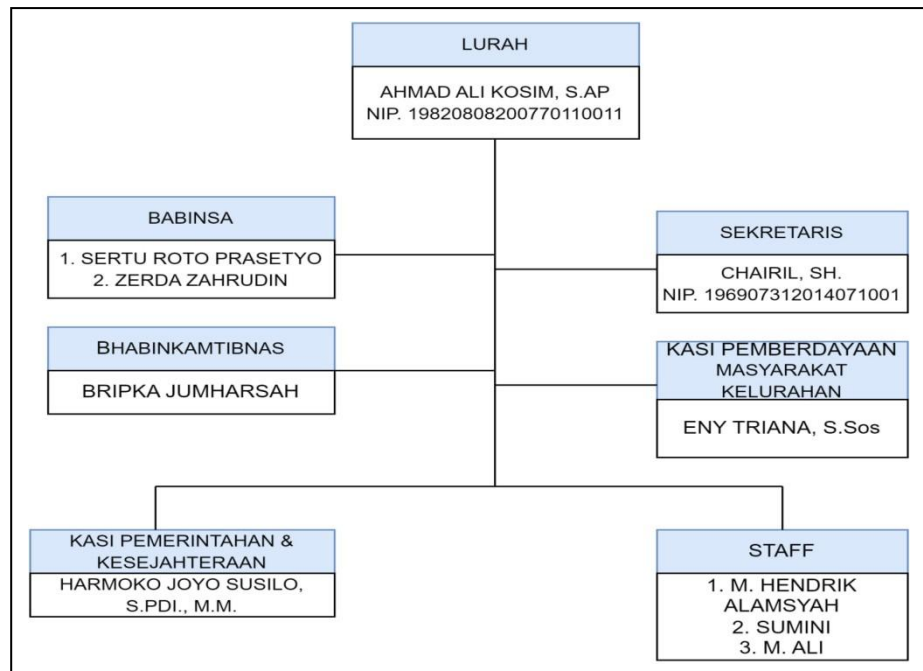 LURAH
AHMAD ALI KOSIM, S.AP
NIP. 19820808200770110011
BABINSA
1. SERTU ROTO PRASETYO
2. ZERDA ZAHRUDIN
SEKRETARIS
CHAIRIL, SH.
NIP. 196907312014071001
BHABINKAMTIBNAS
BRIPKA JUMHARSAH
KASI PEMBERDAYAAN
MASYARAKAT
KELURAHAN
ENY TRIANA, S.Sos
KASI PEMERINTAHAN &
KESEJAHTERAAN
HARMOKO JOYO SUSILO,
S.PDI., M.M.
STAFF
1. M. HENDRIK
ALAMSYAH
2. SUMINI
3. M. ALI